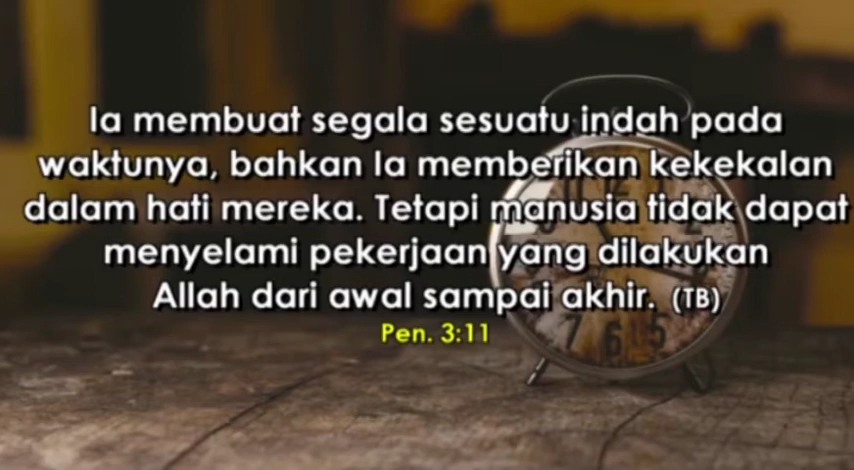 Ia membuat segala sesuatu indah pada
waktunya, bahkan Ia memberikan kekekalan
dalam hati mereka. Tetapi manusia tidak dapat
menyelami pekerjaan yang dilakukan
Allah dari awal sampai akhir. (TB)
Pen. 3:11